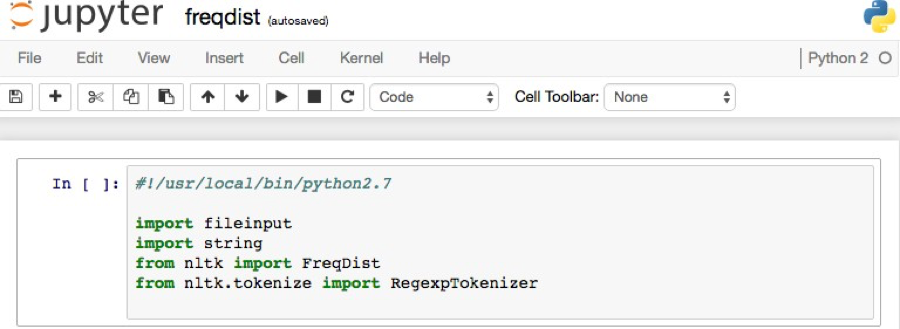 jupyter freqdist (autosaved)
File Edit View Insert Cell Kernel Help Python 2
Code Cell Toolbar: None
In [ ]: #!/usr/local/bin/python2.7
import fileinput
import string
from nltk import FreqDist
from nltk.tokenize import RegexpTokenizer